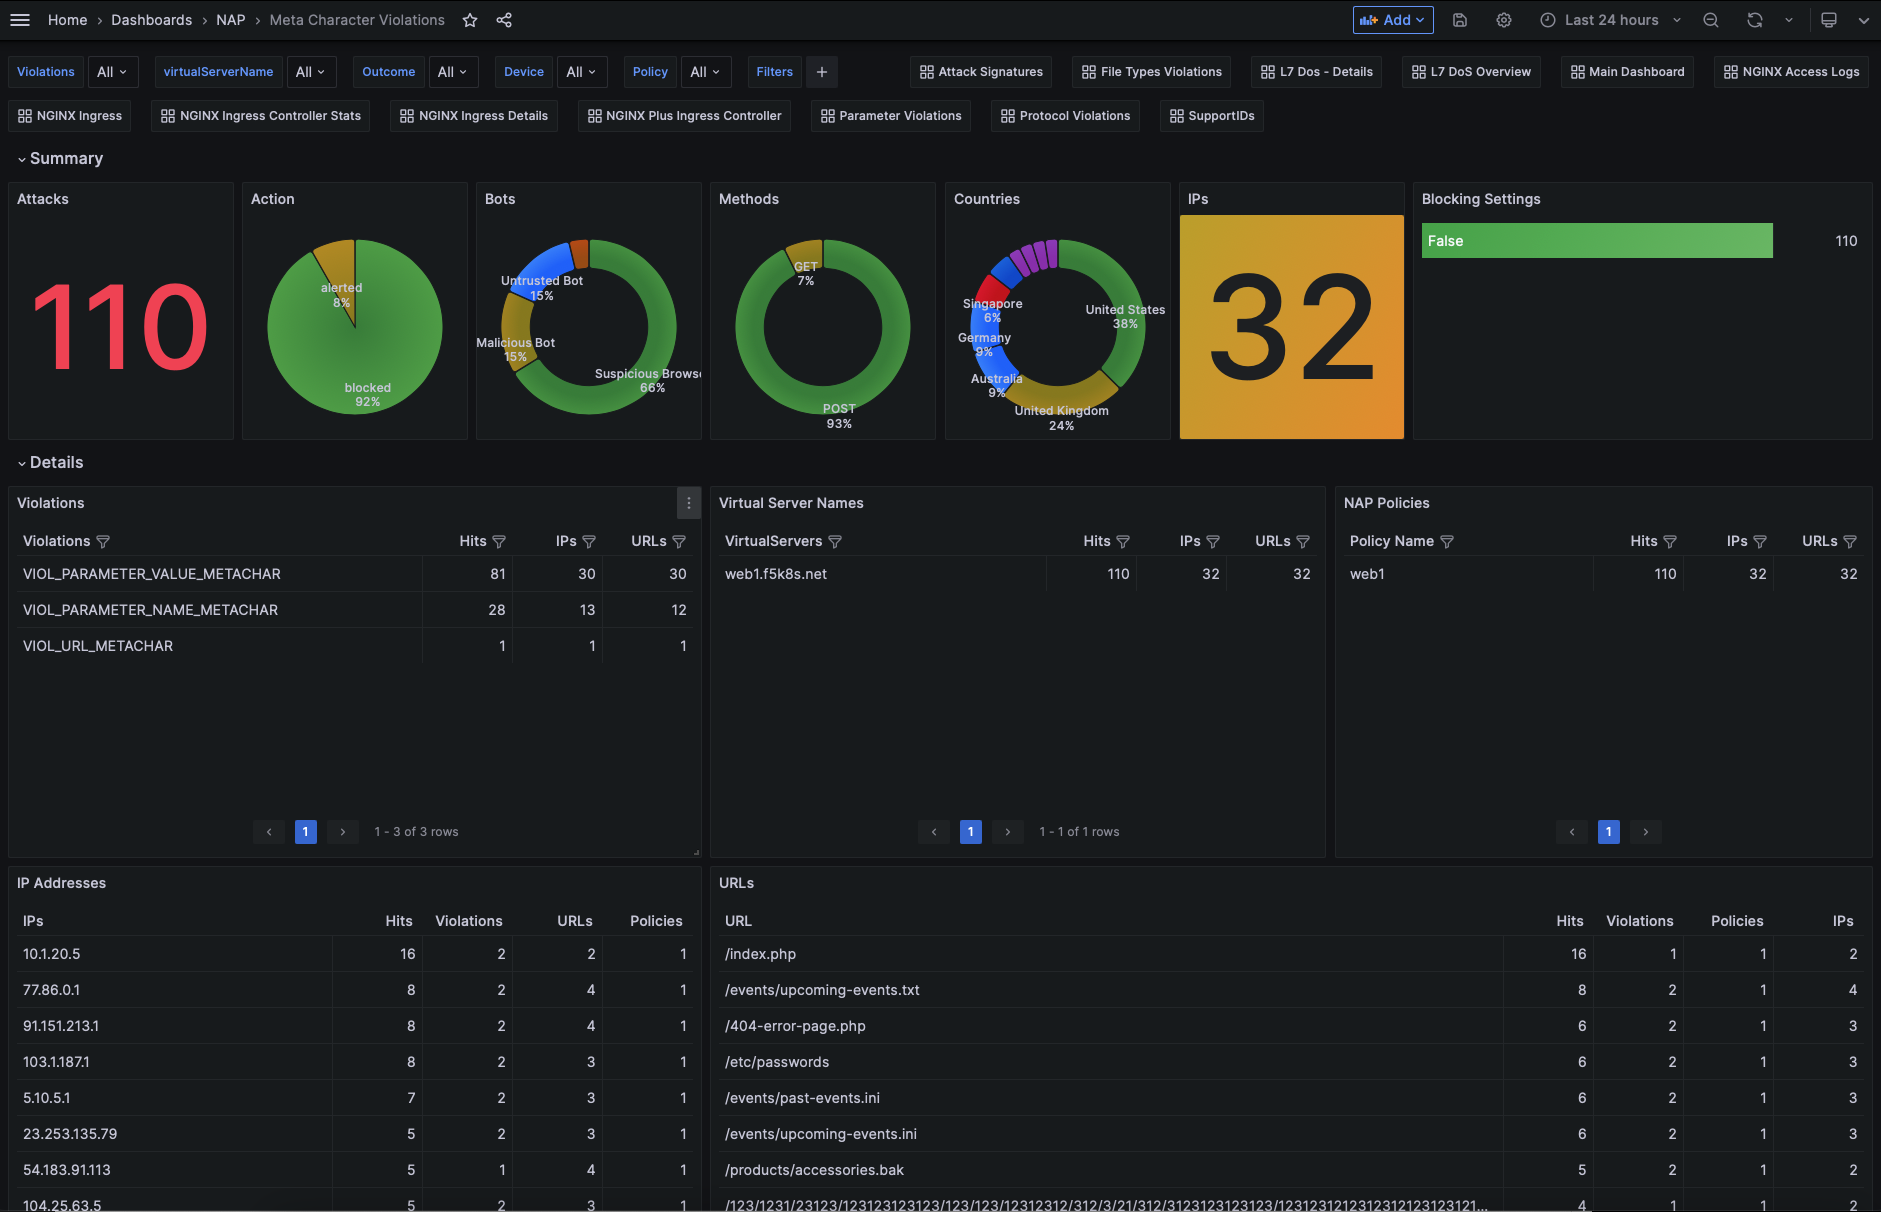 Home › Dashboards › NAP › Meta Character Violations
Add
Last 24 hours
Violations All virtualServerName All Outcome All Device All Policy All Filters +
Attack Signatures File Types Violations L7 Dos - Details L7 DoS Overview Main Dashboard NGINX Access Logs
NGINX Ingress NGINX Ingress Controller Stats NGINX Ingress Details NGINX Plus Ingress Controller Parameter Violations Protocol Violations SupportIDs
Summary
Attacks
110
Action
alerted
8%
blocked
92%
Bots
Untrusted Bot
15%
Malicious Bot
15%
Suspicious Browse
66%
Methods
GET
7%
POST
93%
Countries
United States
38%
Singapore
6%
Germany
9%
Australia
9%
United Kingdom
24%
IPs
32
Blocking Settings
False 110
Details
Violations
Violations Hits IPs URLs
VIOL_PARAMETER_VALUE_METACHAR 81 30 30
VIOL_PARAMETER_NAME_METACHAR 28 13 12
VIOL_URL_METACHAR 1 1 1
1 1 - 3 of 3 rows
Virtual Server Names
VirtualServers Hits IPs URLs
web1.f5k8s.net 110 32 32
1 1 - 1 of 1 rows
NAP Policies
Policy Name Hits IPs URLs
web1 110 32 32
1
IP Addresses
IPs Hits Violations URLs Policies
10.1.20.5 16 2 2 1
77.86.0.1 8 2 4 1
91.151.213.1 8 2 4 1
103.1.187.1 8 2 3 1
5.10.5.1 7 2 3 1
23.253.135.79 5 2 3 1
54.183.91.113 5 1 4 1
104.25.63.5 5 2 3 1
URLs
URL Hits Violations Policies IPs
/index.php 16 1 1 2
/events/upcoming-events.txt 8 2 1 4
/404-error-page.php 6 2 1 3
/etc/passwords 6 2 1 3
/events/past-events.ini 6 2 1 3
/events/upcoming-events.ini 6 2 1 3
/products/accessories.bak 5 2 1 2
/123/1231/23123/123123123123/123/123/12312312/312/3/21/312/3123123123123/1231231212312312123123121... 4 1 1 2